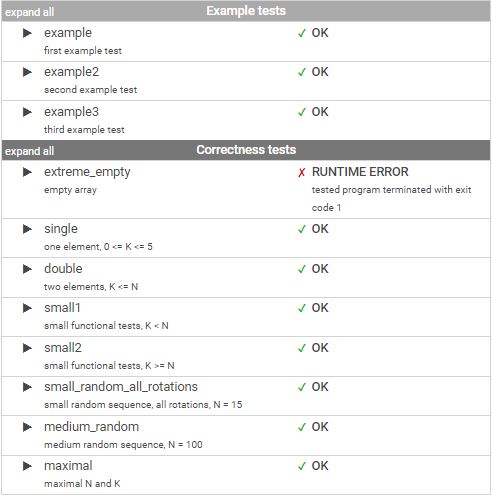 expand all Example tests
example ✓ OK
first example test
example2 ✓ OK
second example test
example3 ✓ OK
third example test
expand all Correctness tests
extreme_empty ✗ RUNTIME ERROR
empty array tested program terminated with exit
code 1
single ✓ OK
one element, 0 <= K <= 5
double ✓ OK
two elements, K <= N
small1 ✓ OK
small functional tests, K < N
small2 ✓ OK
small functional tests, K >= N
small_random_all_rotations ✓ OK
small random sequence, all rotations, N = 15
medium_random ✓ OK
medium random sequence, N = 100
maximal ✓ OK
maximal N and K